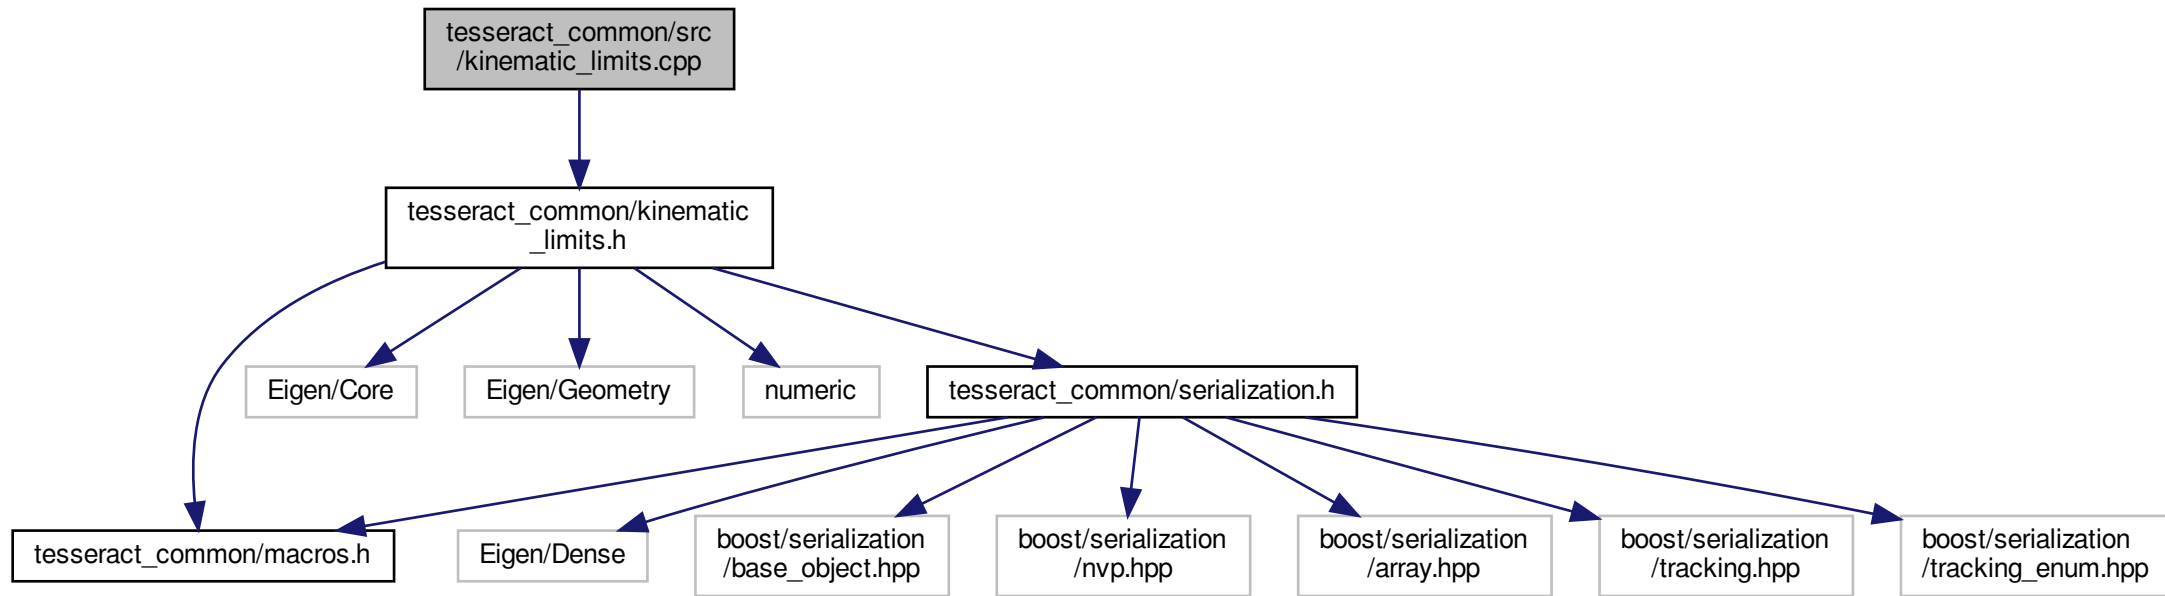 tesseract_common/src
/kinematic_limits.cpp
tesseract_common/kinematic
_limits.h
Eigen/Core
Eigen/Geometry
numeric
tesseract_common/serialization.h
tesseract_common/macros.h
Eigen/Dense
boost/serialization
/base_object.hpp
boost/serialization
/nvp.hpp
boost/serialization
/array.hpp
boost/serialization
/tracking.hpp
boost/serialization
/tracking_enum.hpp